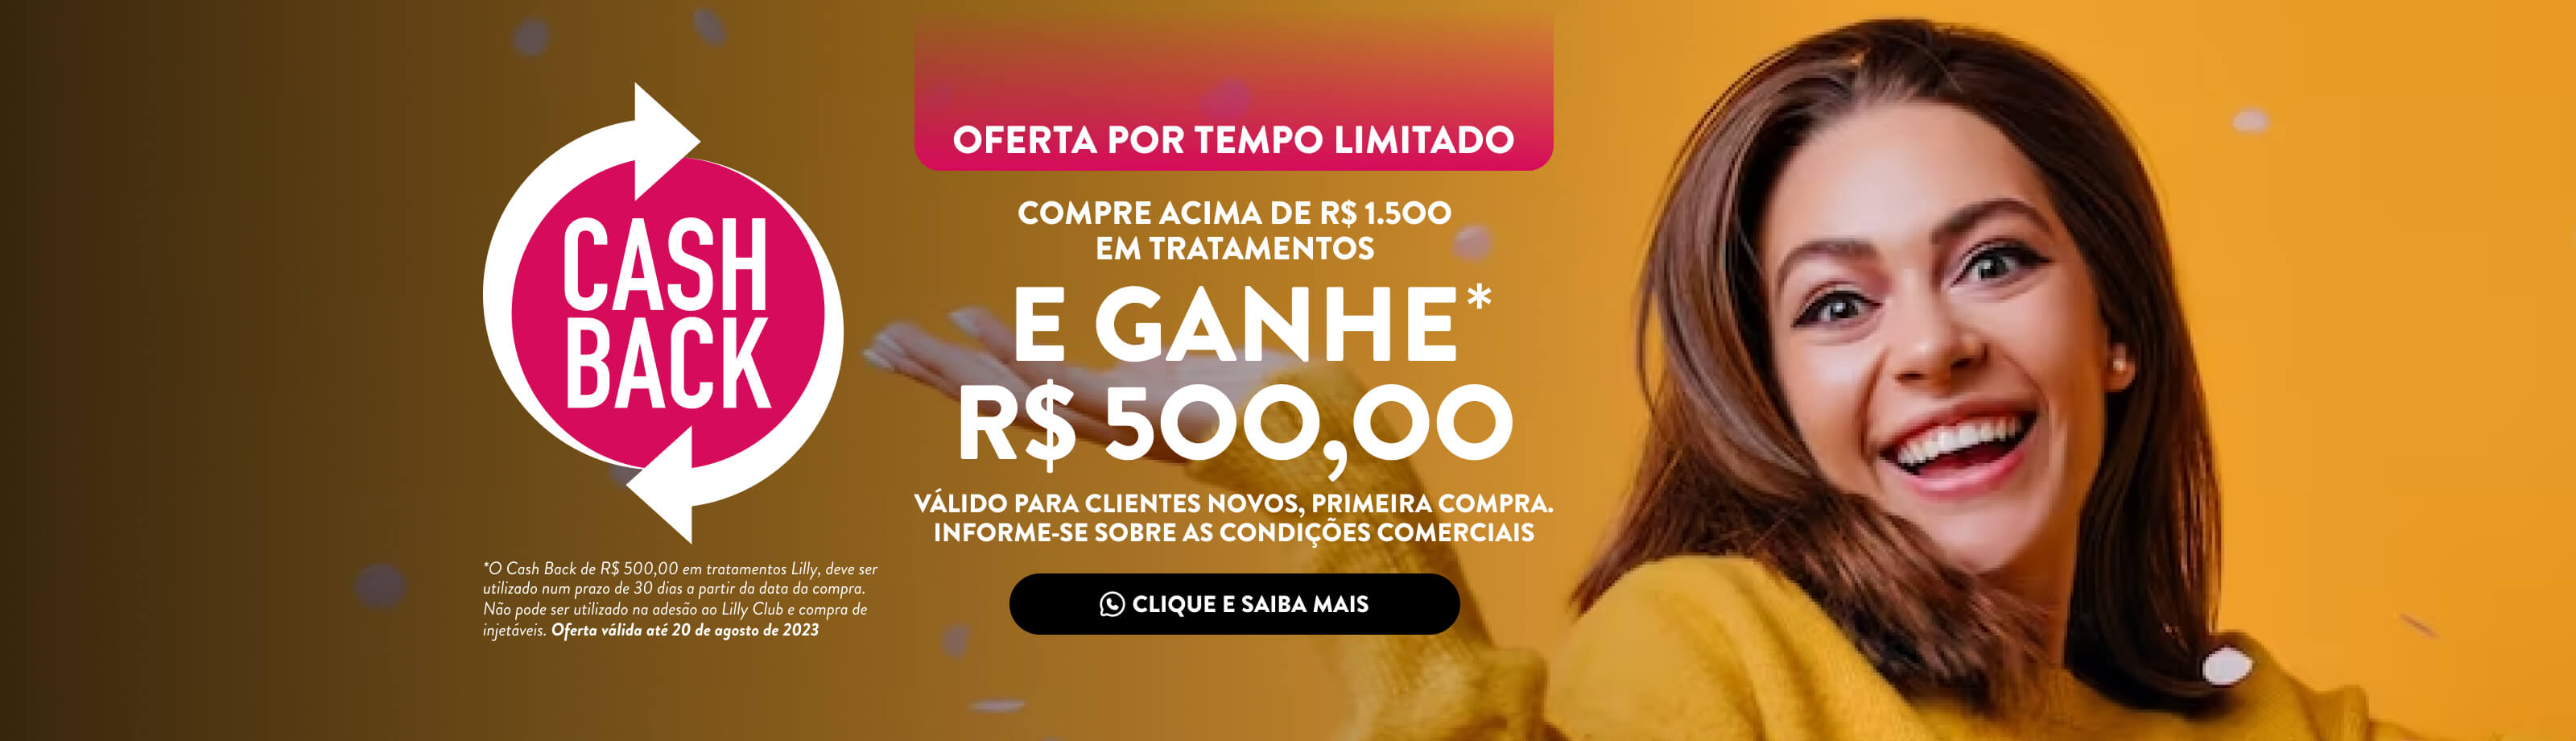 CASH
BACK
*O Cash Back de R$ 500,00 em tratamentos Lilly, deve ser
utilizado num prazo de 30 dias a partir da data da compra.
Não pode ser utilizado na adesão ao Lilly Club e compra de
injetáveis. Oferta válida até 20 de agosto de 2023
OFERTA POR TEMPO LIMITADO
COMPRE ACIMA DE R$ 1.500
EM TRATAMENTOS
E GANHE*
R$ 500,00
VÁLIDO PARA CLIENTES NOVOS, PRIMEIRA COMPRA.
INFORME-SE SOBRE AS CONDIÇÕES COMERCIAIS
CLIQUE E SAIBA MAIS